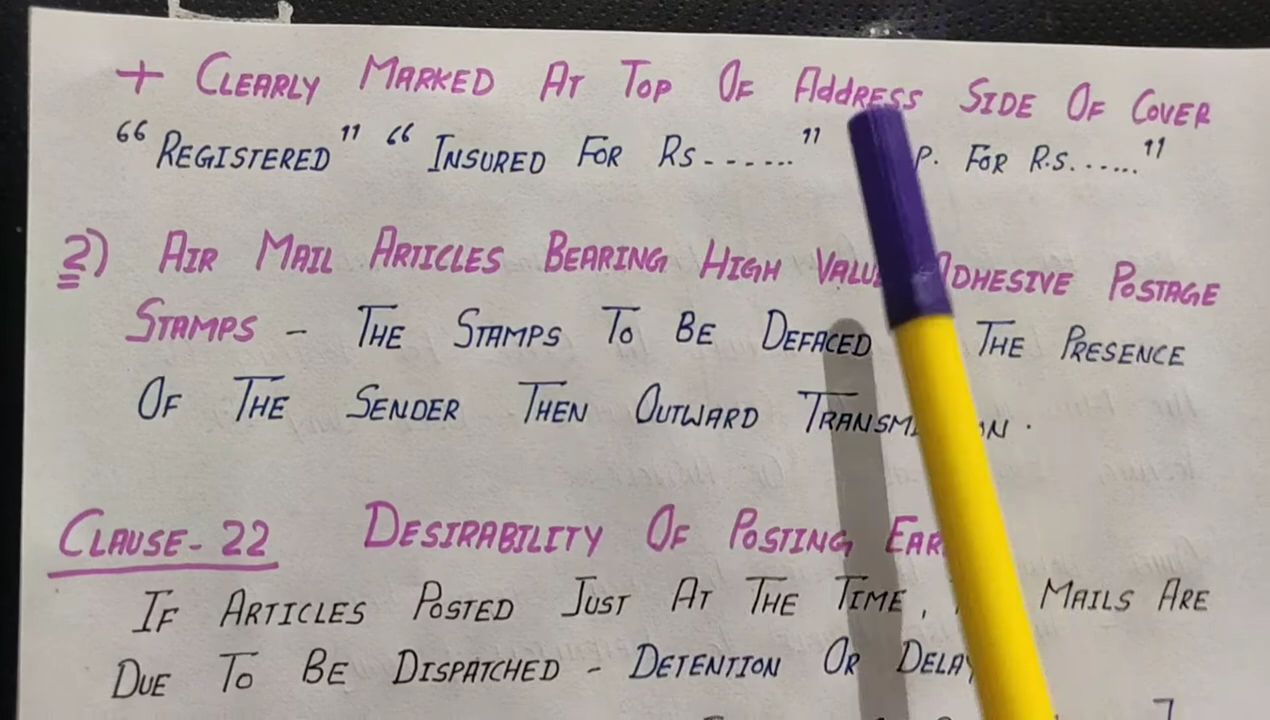 + CLEARLY MARKED AT TOP OF ADDRESS SIDE OF COVER
“REGISTERED” “INSURED FOR RS-......” P. FOR R.S......”
2) AIR MAIL ARTICLES BEARING HIGH ADHESIVE POSTAGE
STAMPS - THE STAMPS TO BE DEFACED THE PRESENCE
OF THE SENDER THEN OUTWARD
CLAUSE-22 DESIRABILITY OF POSTING
IF ARTICLES POSTED JUST AT THE TIME, MAILS ARE
DUE TO BE DISPATCHED - DETENTION OR DELAY